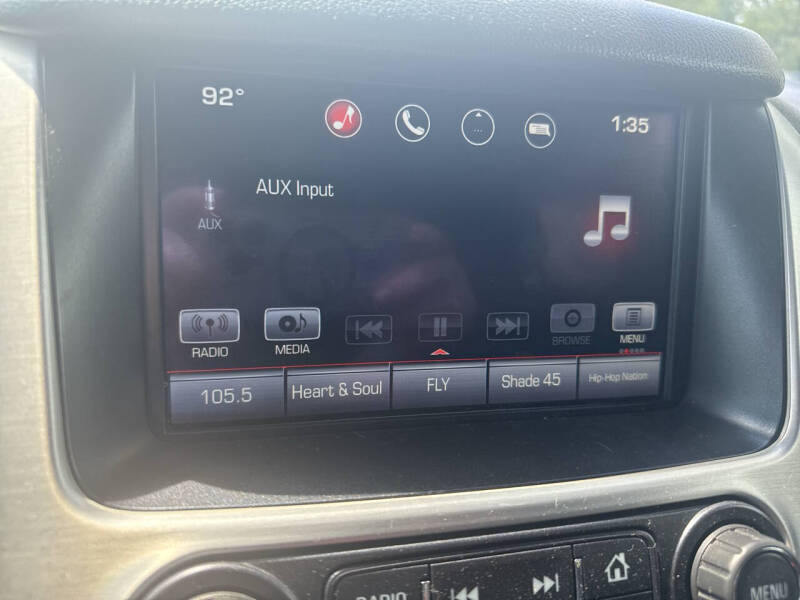 92°
1:35
AUX Input
AUX
RADIO
MEDIA
BROWSE
MENU
105.5
Heart & Soul
FLY
Shade 45
Hip-Hop Nation
RADIO
MENU